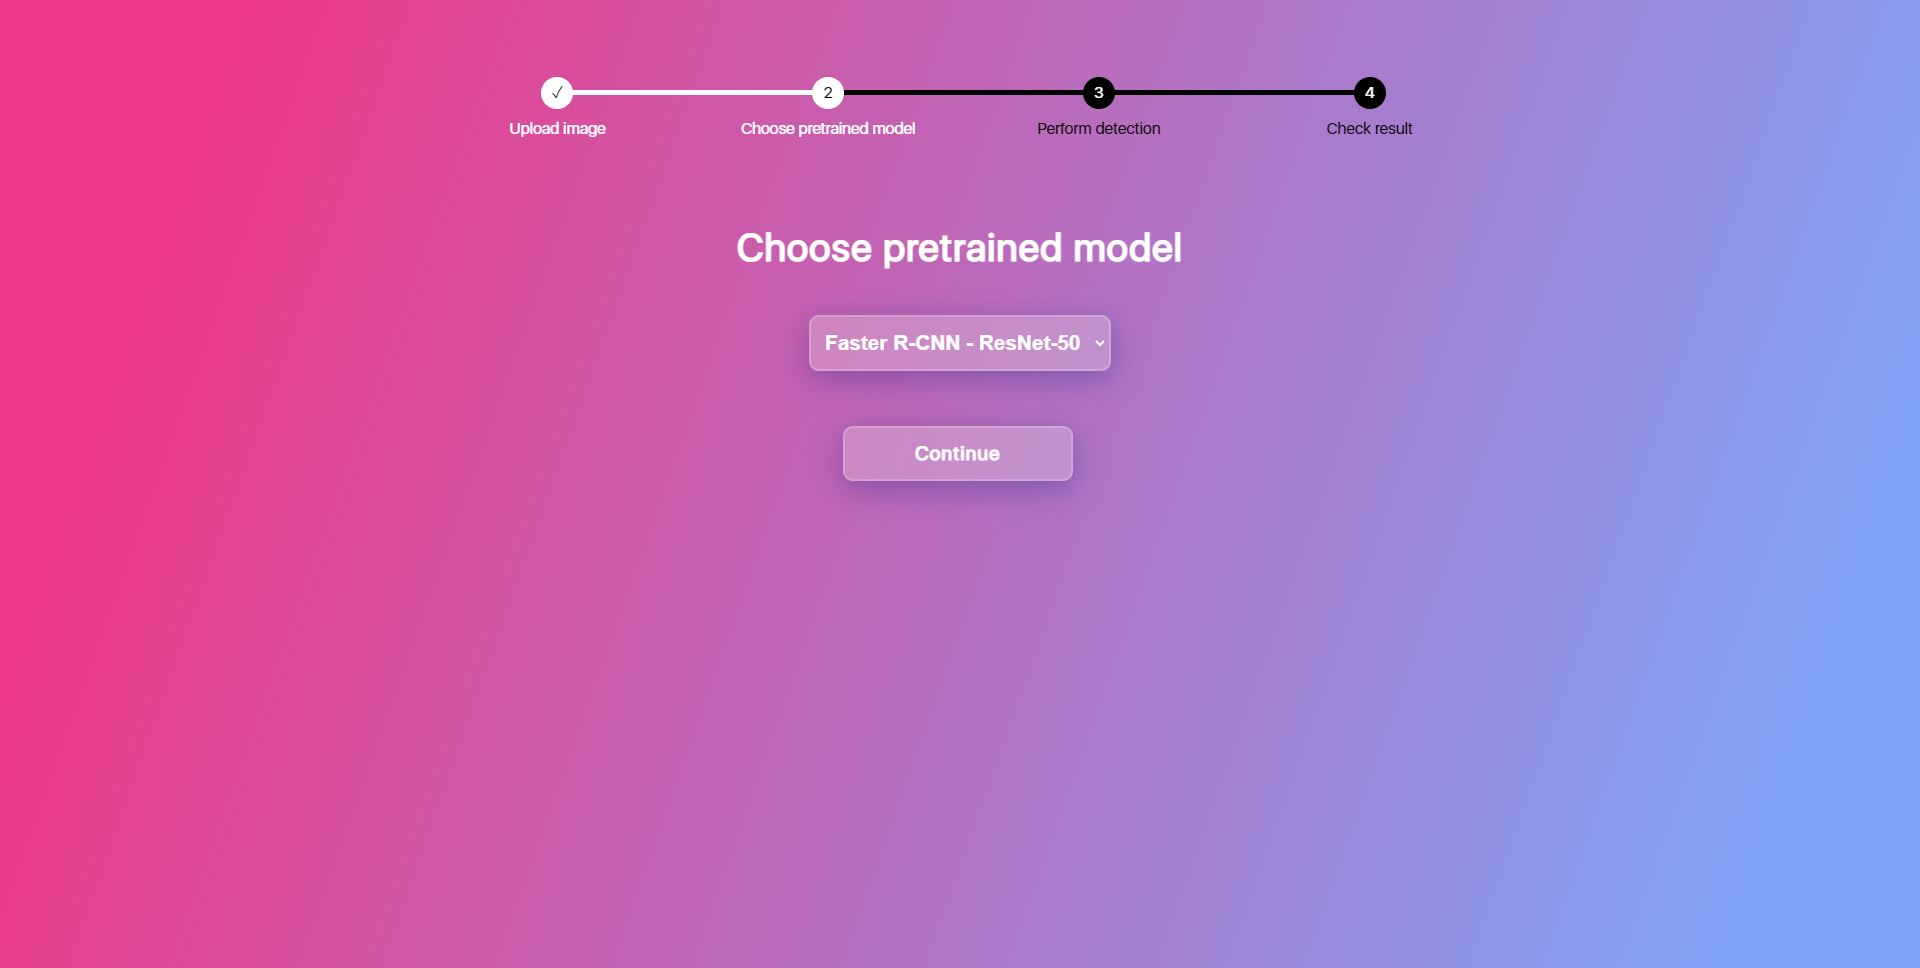 ✓ 2 3 4
Upload image Choose pretrained model Perform detection Check result
Choose pretrained model
Faster R-CNN - ResNet-50
Continue